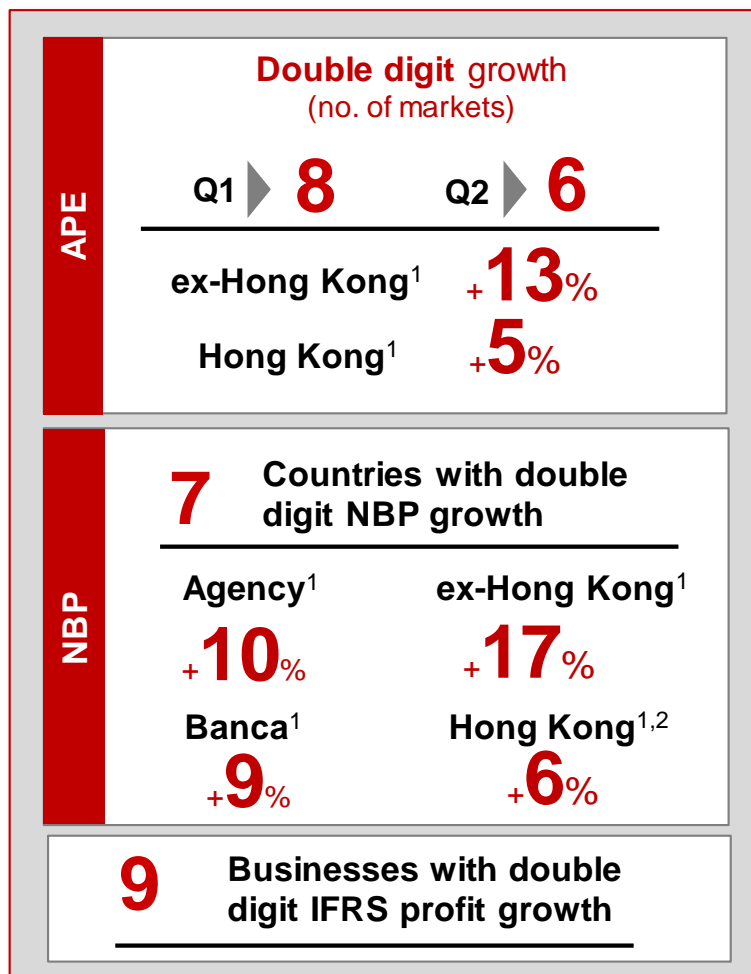 APE
Double digit growth
(no. of markets)
Q1 8 Q2 6
ex-Hong Kong¹ +13%
Hong Kong¹ +5%
NBP
7 Countries with double
digit NBP growth
Agency¹ ex-Hong Kong¹
+10% +17%
Banca¹ Hong Kong¹,²
+9% +6%
9 Businesses with double
digit IFRS profit growth